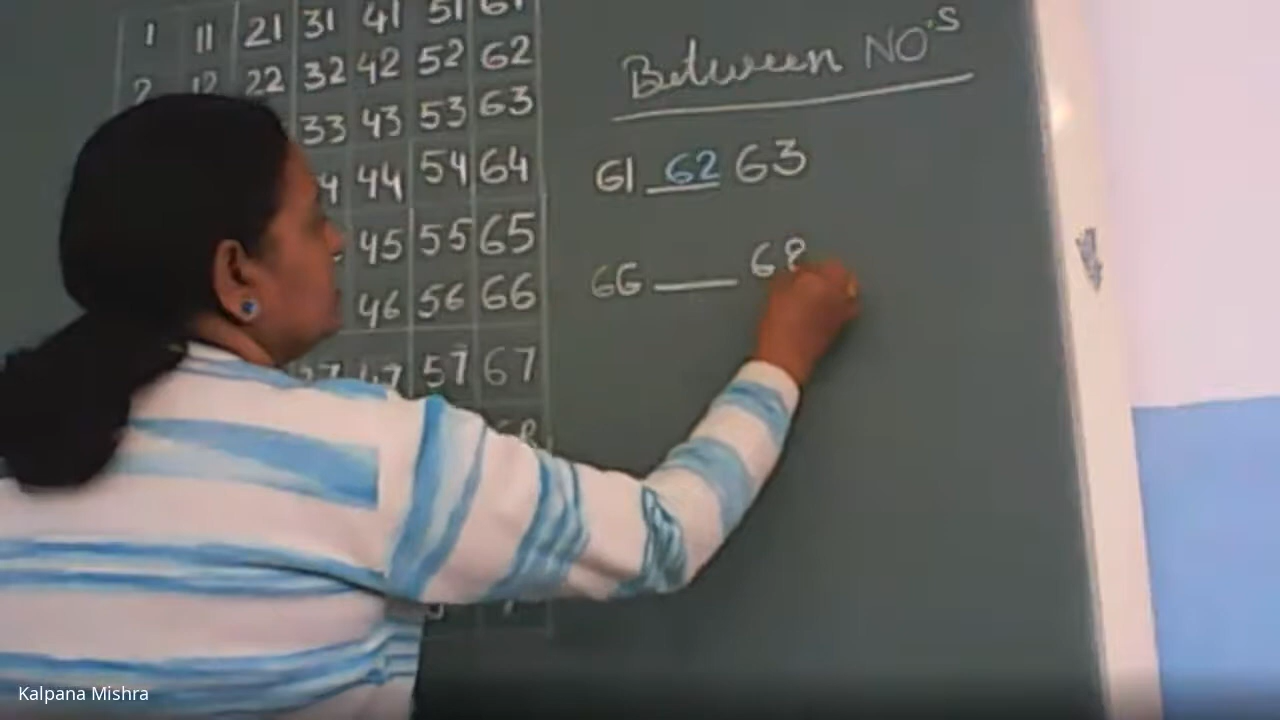 1 11 21 31 41 51 61
2 12 22 32 42 52 62
33 43 53 63
44 54 64
45 55 65
46 56 66
57 67
Between NO'S
61 62 63
66 ___ 68
Kalpana Mishra